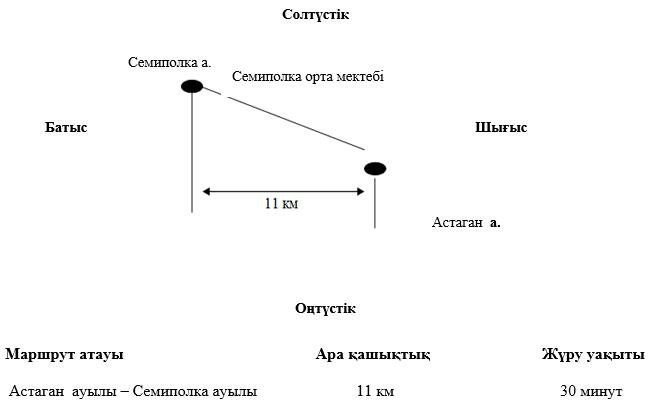 Солтүстік
Семиполка а.
Семиполка орта мектебі
Батыс
Шығыс
11 км
Астаган а.
Оңтүстік
Маршрут атауы Ара қашықтық Жүру уақыты
Астаган ауылы – Семиполка ауылы 11 км 30 минут